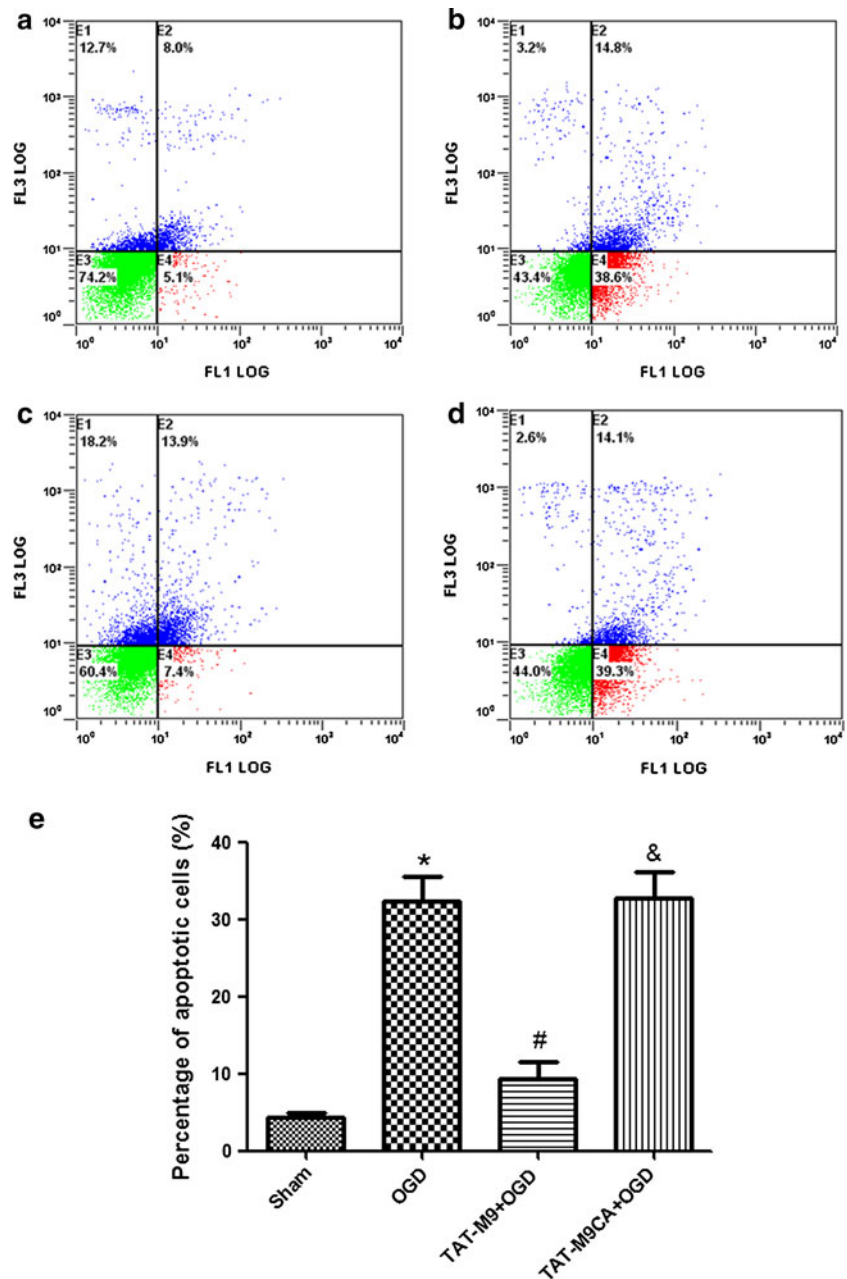 a
b
10⁴
E1
12.7%
E2
8.0%
10³
10²
10¹
E3
74.2%
E4
5.1%
10⁰
FL3 LOG
10⁰ 10¹ 10² 10³ 10⁴
FL1 LOG
10⁴
E1
3.2%
E2
14.8%
10³
10²
10¹
E3
43.4%
E4
38.6%
10⁰
FL3 LOG
10⁰ 10¹ 10² 10³ 10⁴
FL1 LOG
c
d
10⁴
E1
18.2%
E2
13.9%
10³
10²
10¹
E3
60.4%
E4
7.4%
10⁰
FL3 LOG
10⁰ 10¹ 10² 10³ 10⁴
FL1 LOG
10⁴
E1
2.6%
E2
14.1%
10³
10²
10¹
E3
44.0%
E4
39.3%
10⁰
FL3 LOG
10⁰ 10¹ 10² 10³ 10⁴
FL1 LOG
e
Percentage of apoptotic cells (%)
40
30
20
10
0
*
#
&
Sham
OGD
TAT-M9+OGD
TAT-M9CA+OGD